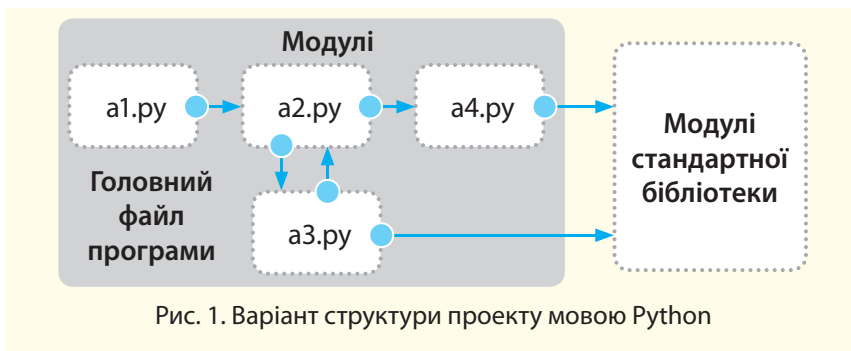 Модулі
a1.py
a2.py
a4.py
Головний
файл
програми
a3.py
Модулі
стандартної
бібліотеки
Рис. 1. Варіант структури проекту мовою Python